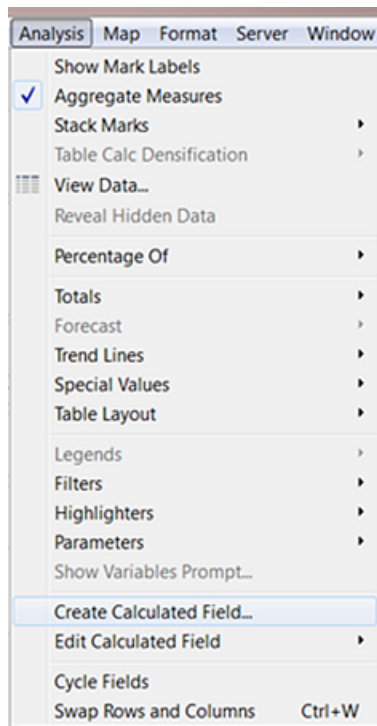 Analysis Map Format Server Window
Show Mark Labels
Aggregate Measures
Stack Marks
Table Calc Densification
View Data...
Reveal Hidden Data
Percentage Of
Totals
Forecast
Trend Lines
Special Values
Table Layout
Legends
Filters
Highlighters
Parameters
Show Variables Prompt...
Create Calculated Field...
Edit Calculated Field
Cycle Fields
Swap Rows and Columns Ctrl+W